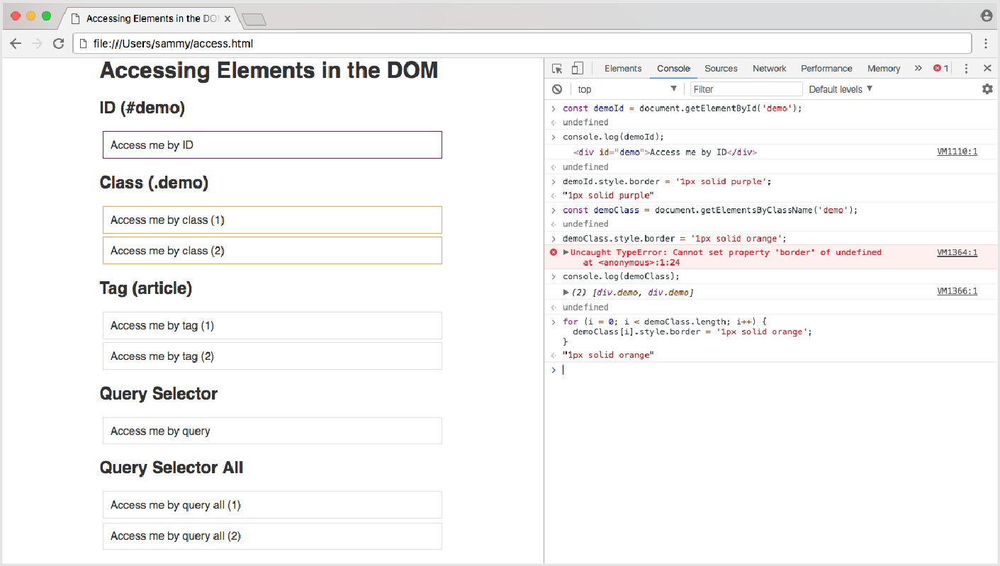 Accessing Elements in the DO
file:///Users/sammy/access.html
Accessing Elements in the DOM
ID (#demo)
Access me by ID
Class (.demo)
Access me by class (1)
Access me by class (2)
Tag (article)
Access me by tag (1)
Access me by tag (2)
Query Selector
Access me by query
Query Selector All
Access me by query all (1)
Access me by query all (2)
Elements Console Sources Network Performance Memory » 1
top Filter Default levels
const demoId = document.getElementById('demo');
undefined
console.log(demoId);
<div id="demo">Access me by ID</div> VM1110:1
undefined
demoId.style.border = '1px solid purple';
"1px solid purple"
const demoClass = document.getElementsByClassName('demo');
undefined
demoClass.style.border = '1px solid orange';
Uncaught TypeError: Cannot set property 'border' of undefined VM1364:1
at <anonymous>:1:24
console.log(demoClass);
(2) [div.demo, div.demo] VM1366:1
undefined
for (i = 0; i < demoClass.length; i++) {
demoClass[i].style.border = '1px solid orange';
}
"1px solid orange"